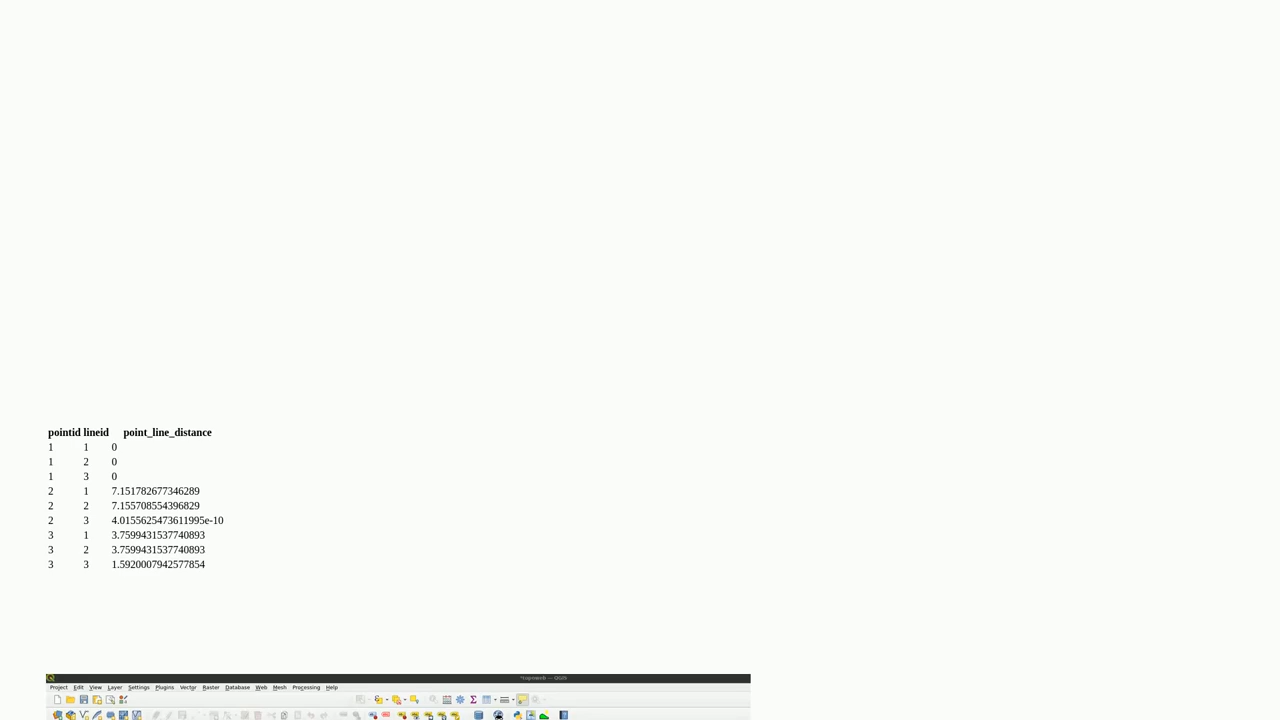 pointid lineid point_line_distance
1 1 0
1 2 0
1 3 0
2 1 7.151782677346289
2 2 7.155708554396829
2 3 4.0155625473611995e-10
3 1 3.7599431537740893
3 2 3.7599431537740893
3 3 1.5920007942577854
Project Edit View Layer Settings Plugins Vector Raster Database Web Mesh Processing Help